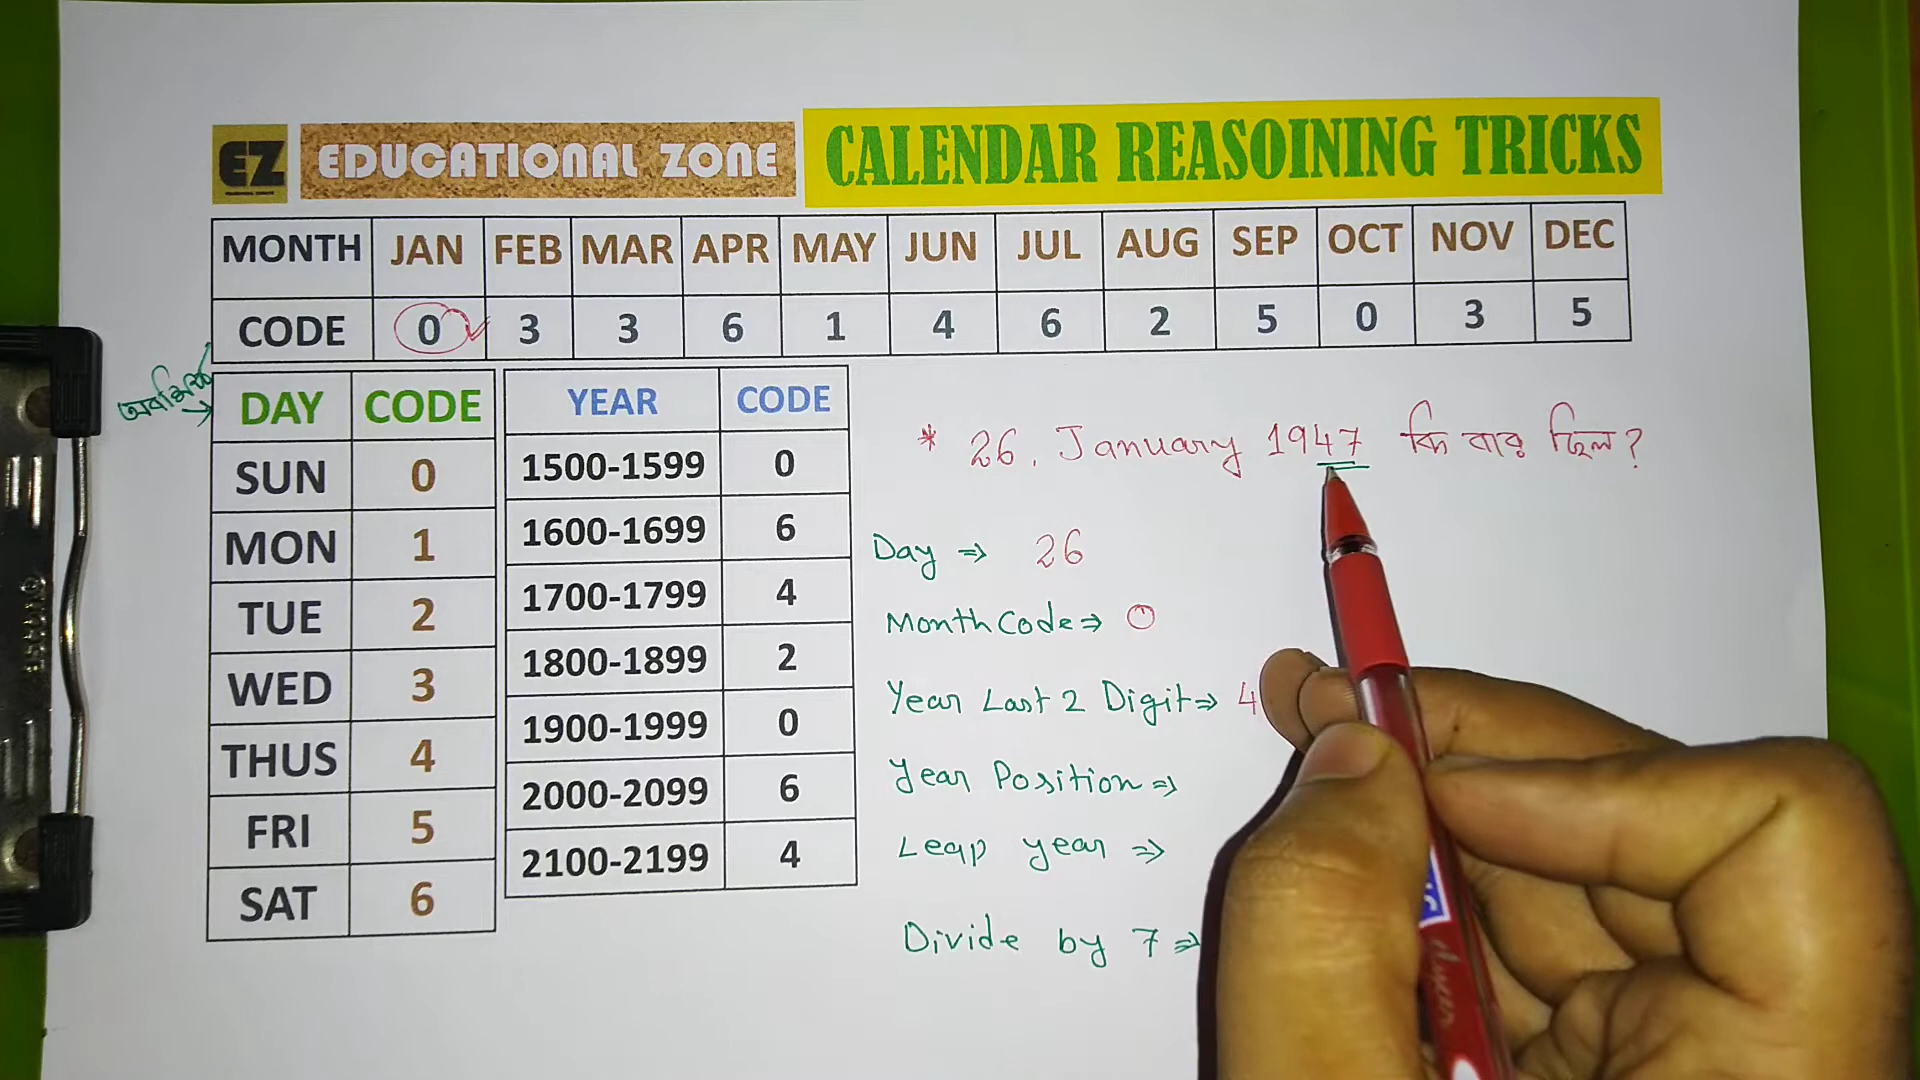 EZ EDUCATIONAL ZONE CALENDAR REASOINING TRICKS
MONTH JAN FEB MAR APR MAY JUN JUL AUG SEP OCT NOV DEC
CODE 0 3 3 6 1 4 6 2 5 0 3 5
DAY CODE
SUN 0
MON 1
TUE 2
WED 3
THUS 4
FRI 5
SAT 6
YEAR CODE
1500-1599 0
1600-1699 6
1700-1799 4
1800-1899 2
1900-1999 0
2000-2099 6
2100-2199 4
* 26. January 1947 কি বার ছিল?
Day ⇒ 26
Month Code ⇒ 0
Year Last 2 Digit ⇒ 4
Year Position ⇒
Leap year ⇒
Divide by 7 ⇒